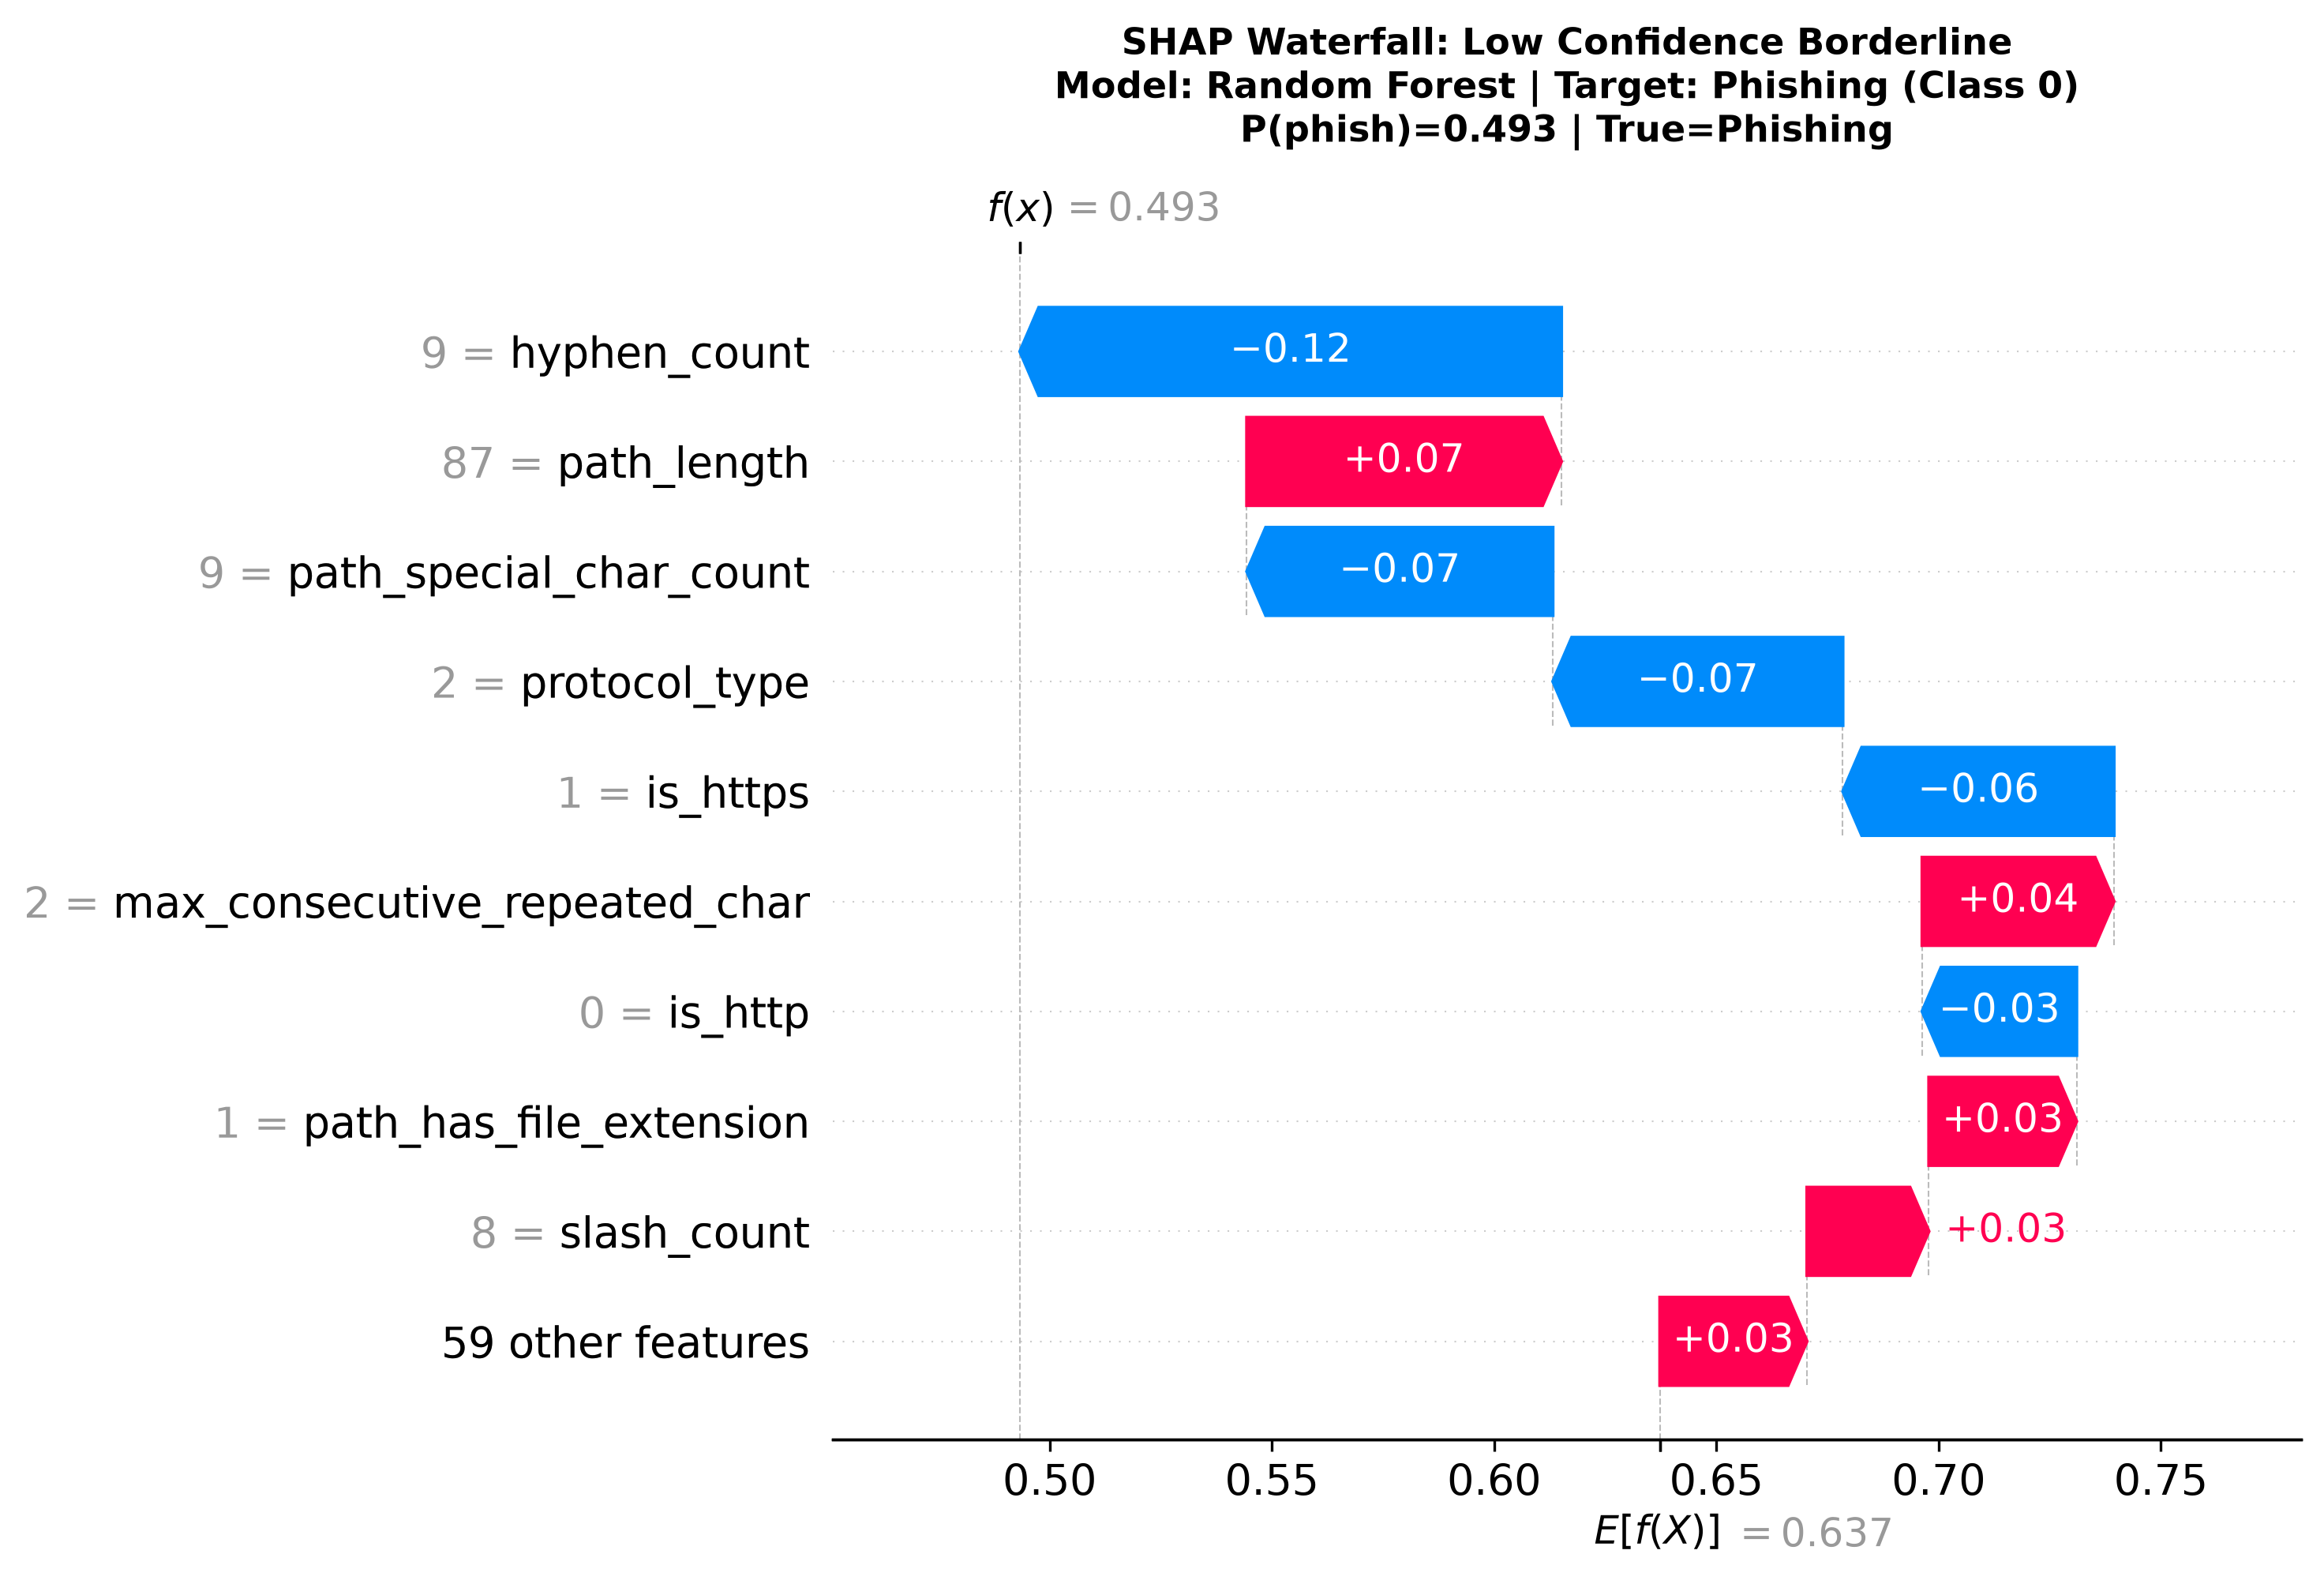 SHAP Waterfall: Low Confidence Borderline
Model: Random Forest | Target: Phishing (Class 0)
P(phish)=0.493 | True=Phishing
f(x) = 0.493
9 = hyphen_count −0.12
87 = path_length +0.07
9 = path_special_char_count −0.07
2 = protocol_type −0.07
1 = is_https −0.06
2 = max_consecutive_repeated_char +0.04
0 = is_http −0.03
1 = path_has_file_extension +0.03
8 = slash_count +0.03
59 other features +0.03
0.50 0.55 0.60 0.65 0.70 0.75
E[f(X)] = 0.637